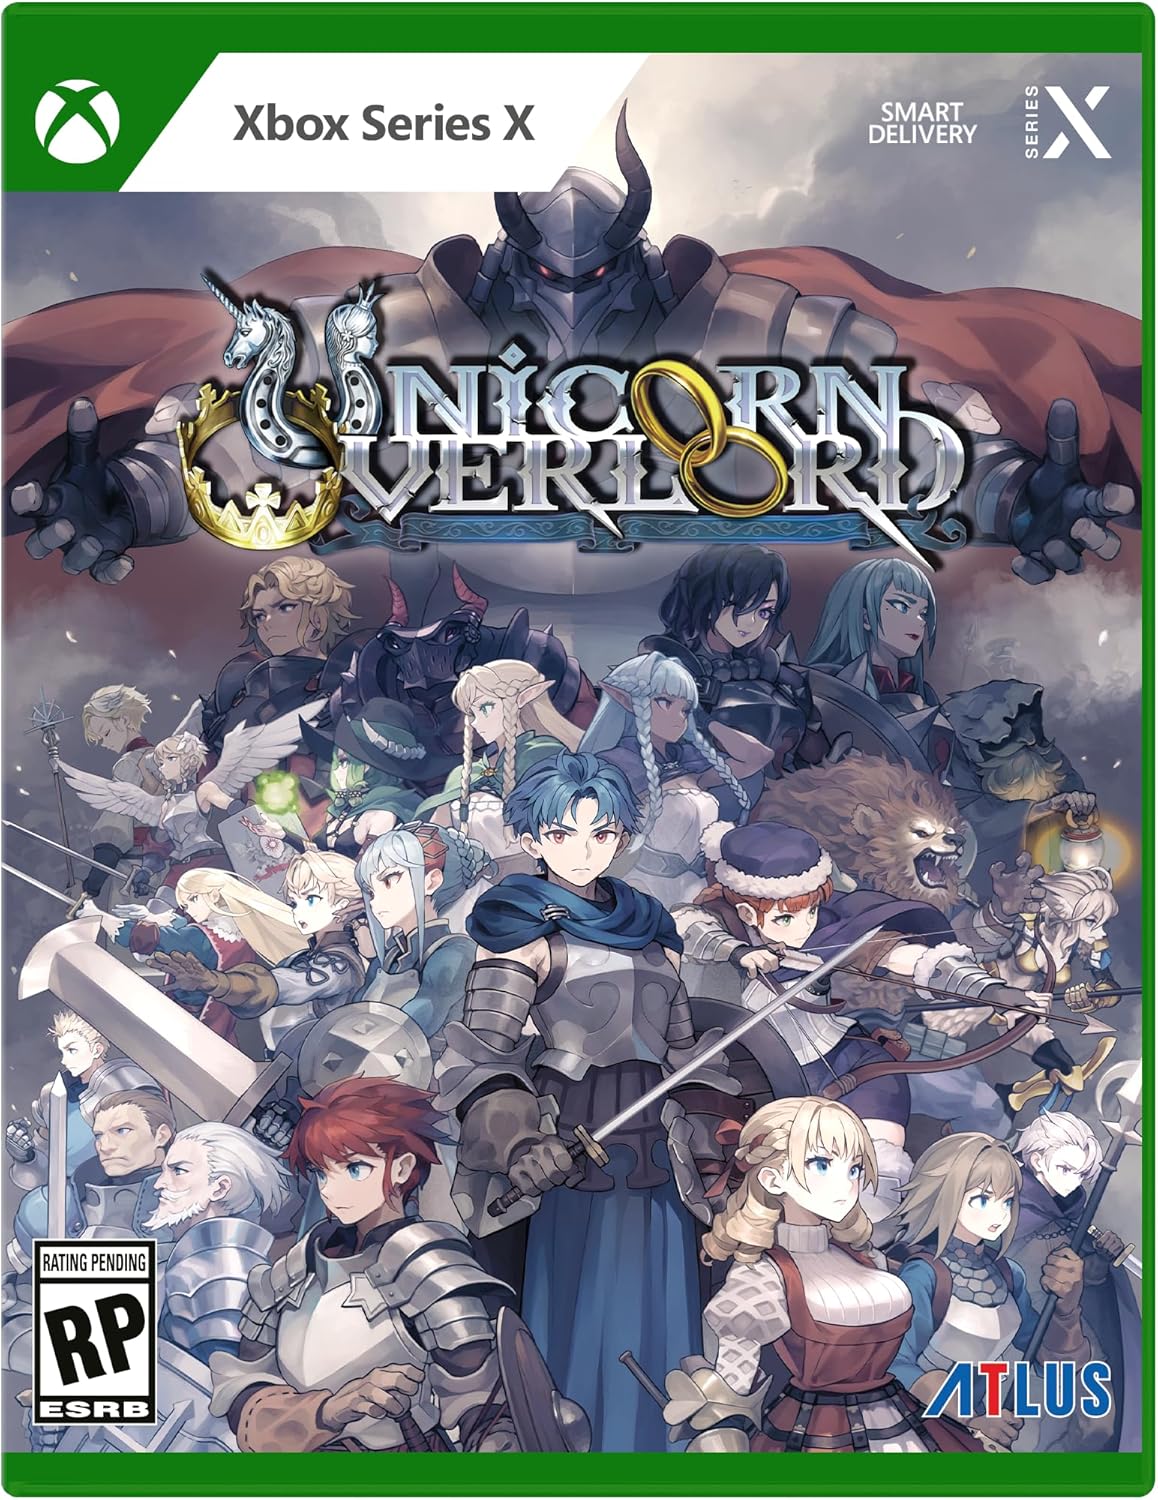 Xbox Series X
SMART
DELIVERY
SERIES X
UNICORN
OVERLORD
RATING PENDING
RP
ESRB
ATLUS